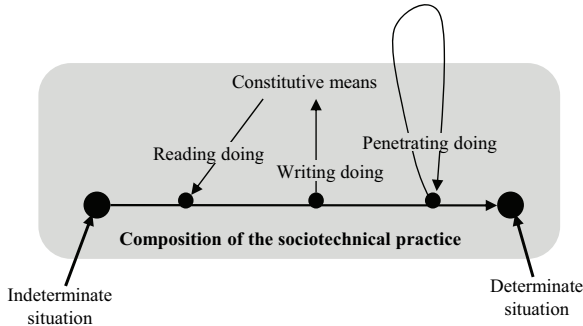 Constitutive means
Penetrating doing
Reading doing
Writing doing
Composition of the sociotechnical practice
Indeterminate
situation
Determinate
situation